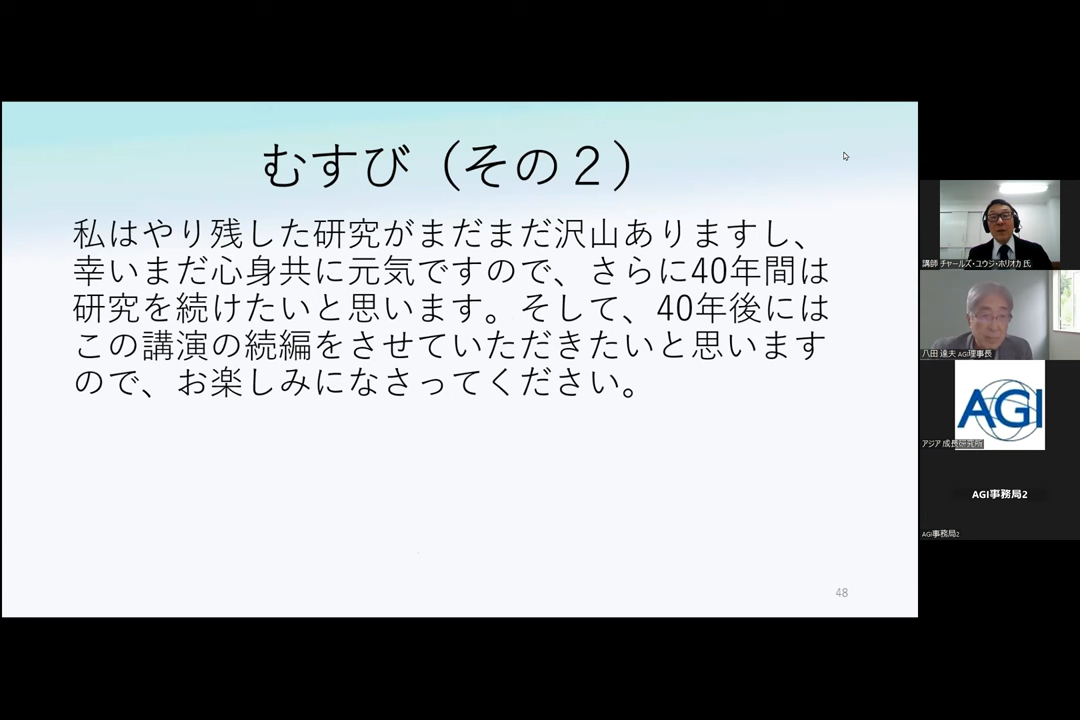 むすび（その２）
私はやり残した研究がまだまだ沢山ありますし、
幸いまだ心身共に元気ですので、さらに40年間は
研究を続けたいと思います。そして、40年後には
この講演の続編をさせていただきたいと思います
ので、お楽しみになさってください。
48
講師 チャールズ・ユウジ・ホリオカ 氏
八田 達夫 AGI理事長
AGI
アジア 成長研究所
AGI事務局2
AGI事務局2